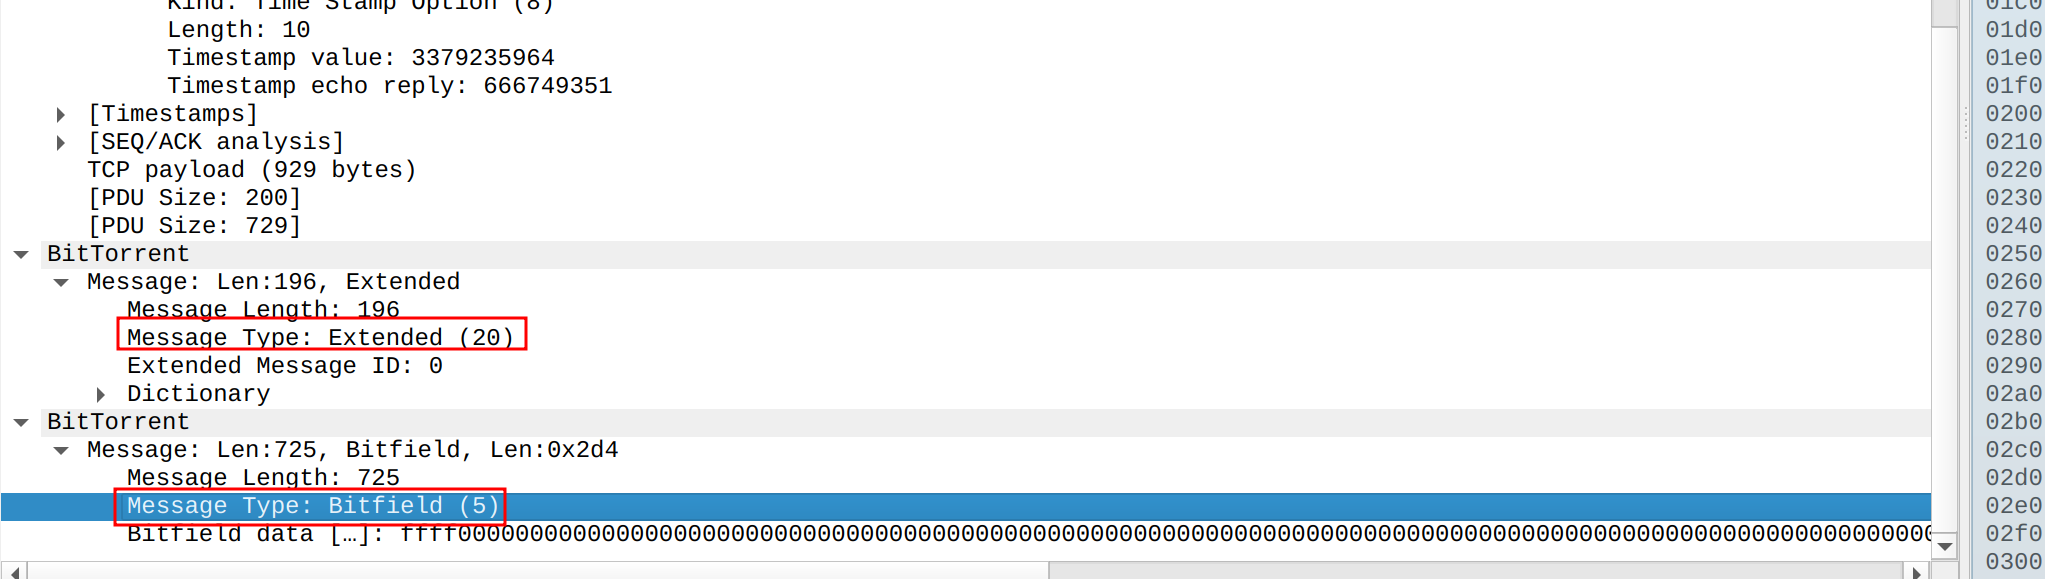 Kind: Time Stamp Option (8)
Length: 10
Timestamp value: 3379235964
Timestamp echo reply: 666749351
[Timestamps]
[SEQ/ACK analysis]
TCP payload (929 bytes)
[PDU Size: 200]
[PDU Size: 729]
BitTorrent
Message: Len:196, Extended
Message Length: 196
Message Type: Extended (20)
Extended Message ID: 0
Dictionary
BitTorrent
Message: Len:725, Bitfield, Len:0x2d4
Message Length: 725
Message Type: Bitfield (5)
Bitfield data […]: ffff0000000000000000000000000000000000000000000000000000000000000000000000000000000000000000000000000000000
01c0
01d0
01e0
01f0
0200
0210
0220
0230
0240
0250
0260
0270
0280
0290
02a0
02b0
02c0
02d0
02e0
02f0
0300